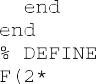 end
end
% DEFINE
F(2*